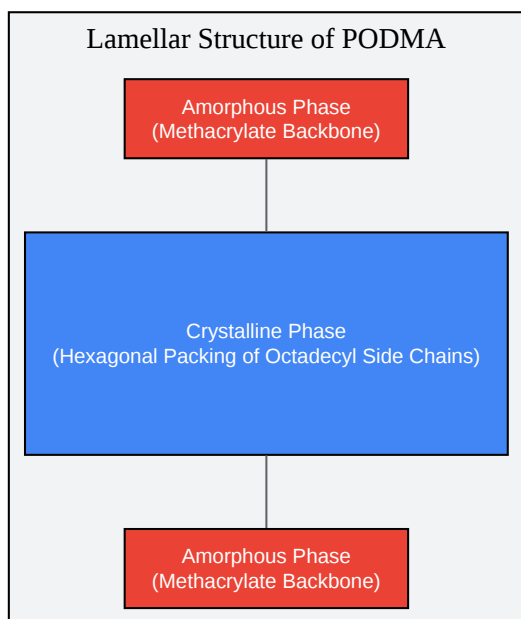 Lamellar Structure of PODMA
Amorphous Phase
(Methacrylate Backbone)
Crystalline Phase
(Hexagonal Packing of Octadecyl Side Chains)
Amorphous Phase
(Methacrylate Backbone)